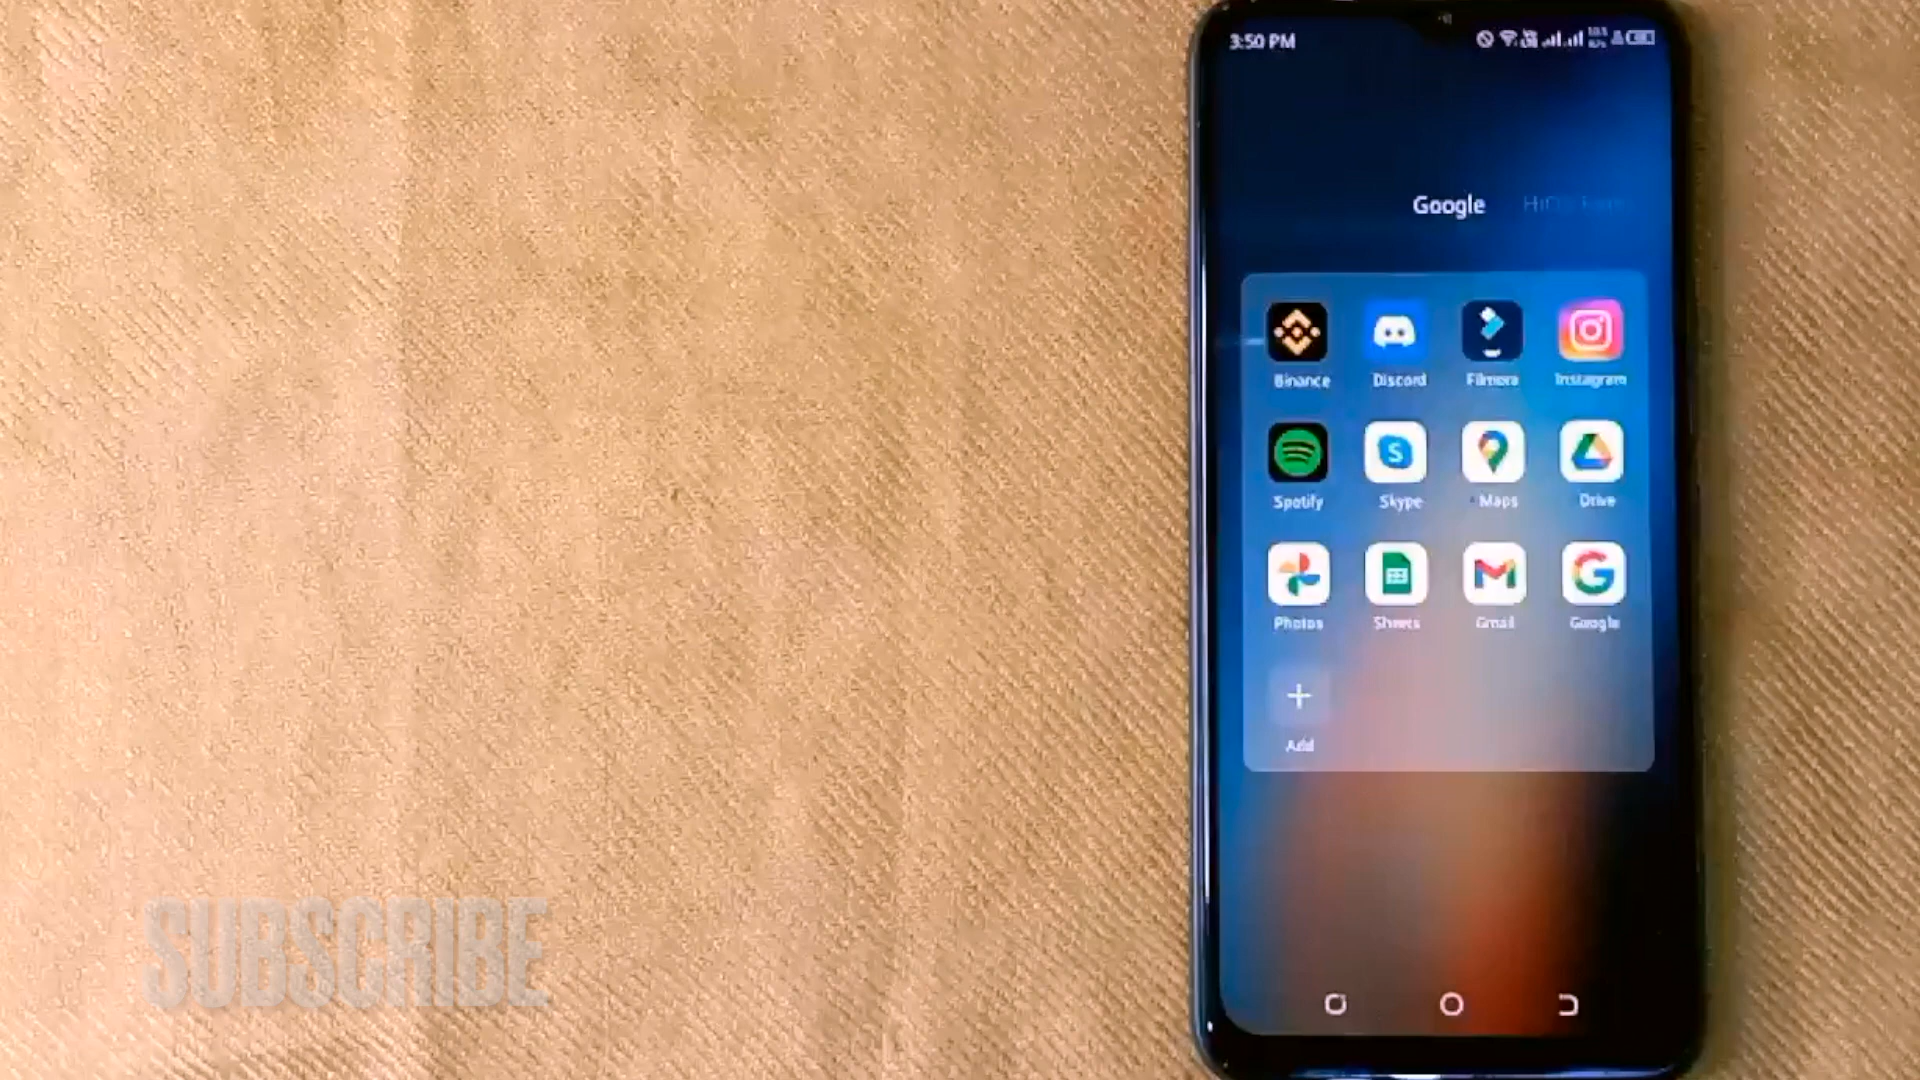 3:50 PM
Google
Binance
Discord
Filmora
Instagram
Spotify
Skype
Maps
Drive
Photos
Sheets
Gmail
Google
Add
SUBSCRIBE